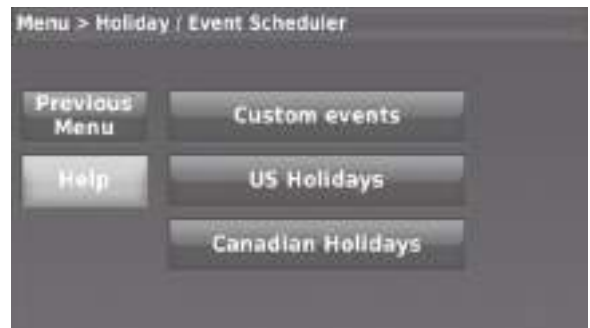 Menu > Holiday / Event Scheduler
Previous
Menu
Custom events
Help
US Holidays
Canadian Holidays